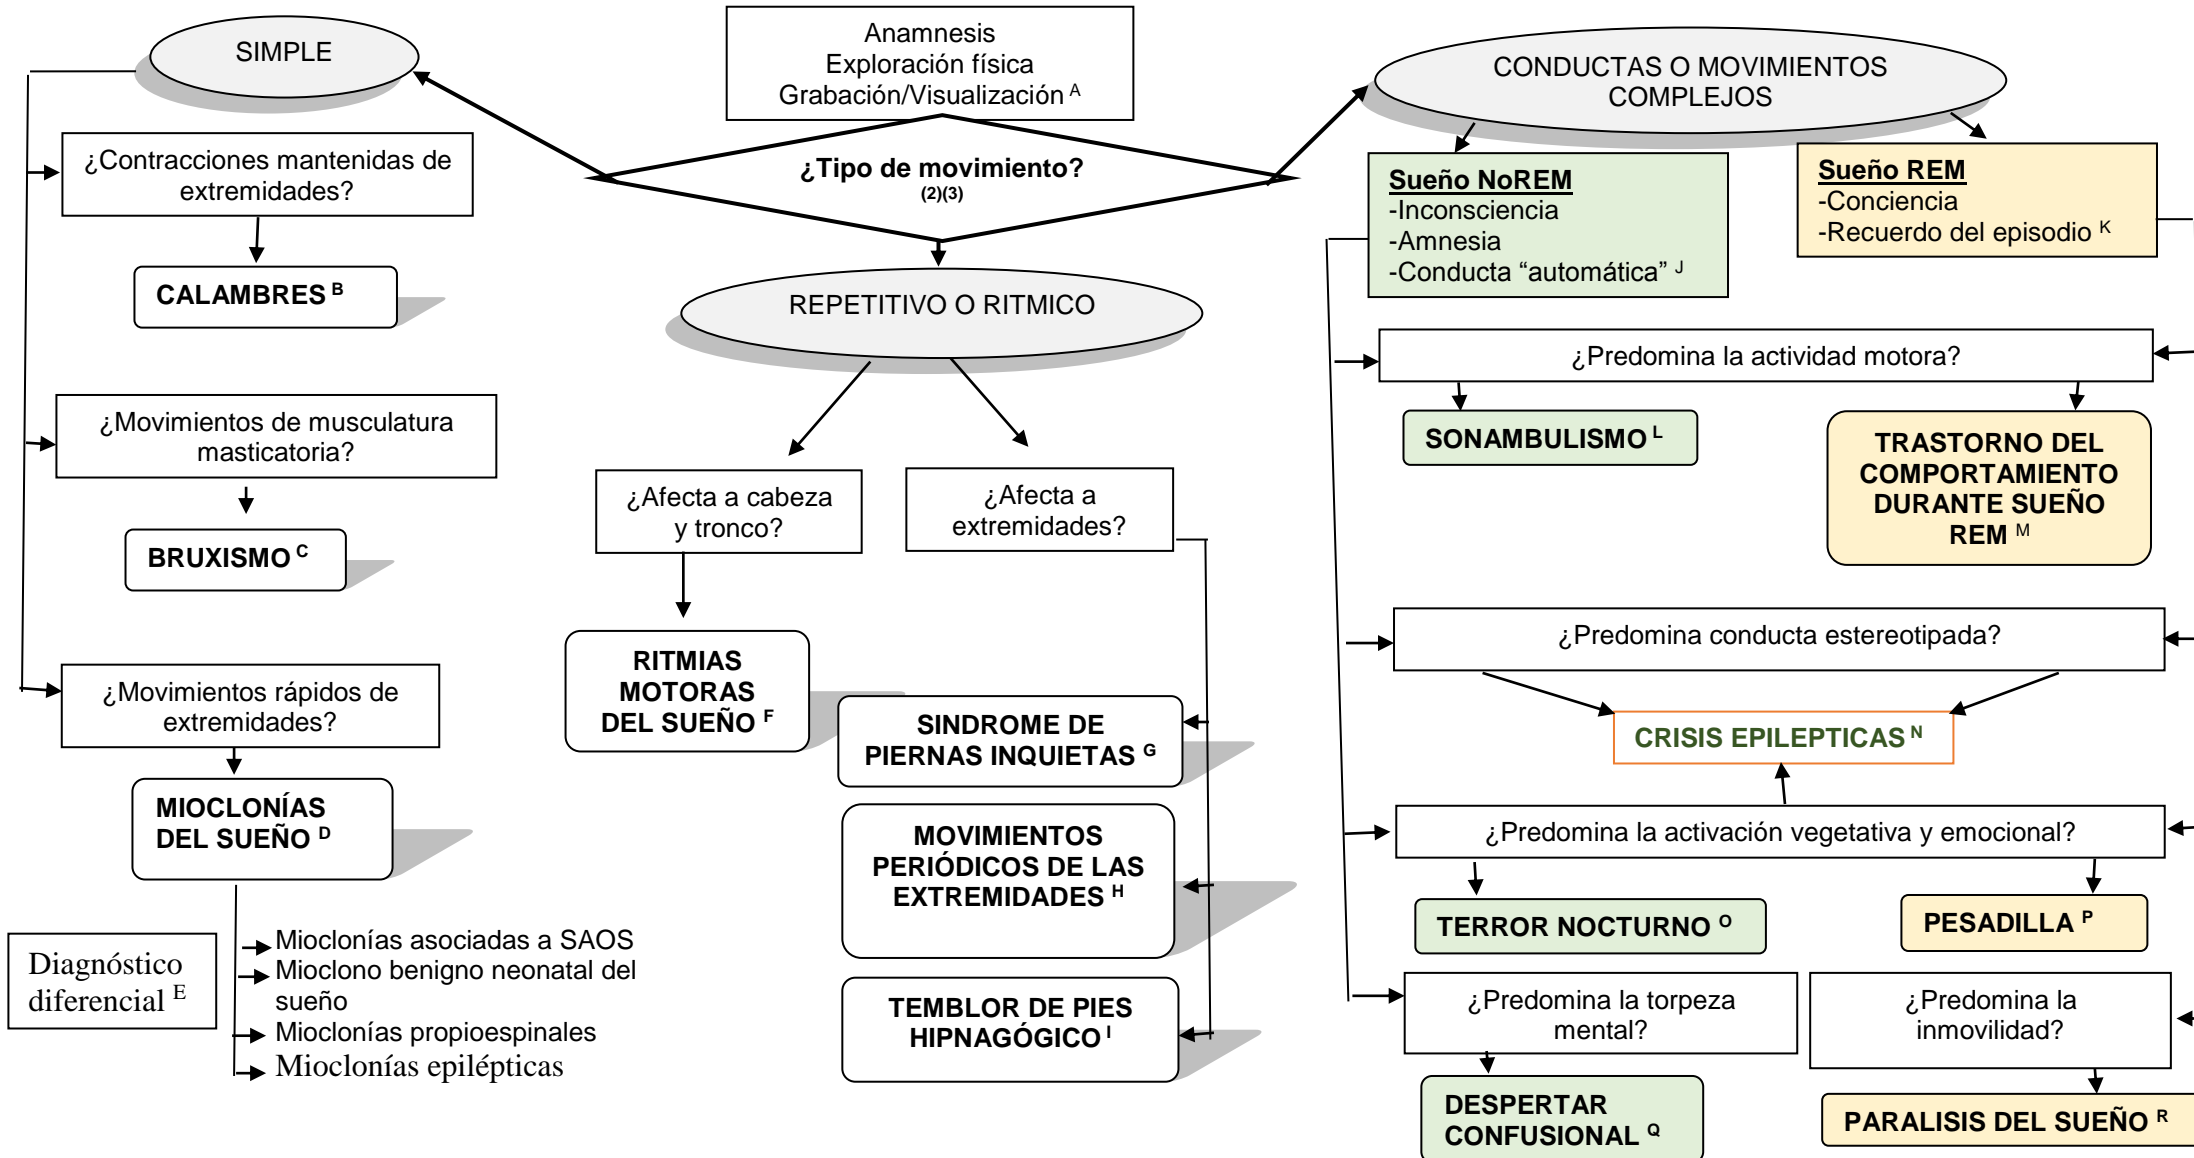 Anamnesis
Exploración física
Grabación/Visualización A
¿Tipo de movimiento?
(2)(3)
SIMPLE
¿Contracciones mantenidas de
extremidades?
CALAMBRES B
¿Movimientos de musculatura
masticatoria?
BRUXISMO C
¿Movimientos rápidos de
extremidades?
MIOCLONÍAS
DEL SUEÑO D
Diagnóstico
diferencial E
Mioclonías asociadas a SAOS
Mioclono benigno neonatal del
sueño
Mioclonías propioespinales
Mioclonías epilépticas
REPETITIVO O RITMICO
¿Afecta a cabeza
y tronco?
RITMIAS
MOTORAS
DEL SUEÑO F
¿Afecta a
extremidades?
SINDROME DE
PIERNAS INQUIETAS G
MOVIMIENTOS
PERIÓDICOS DE LAS
EXTREMIDADES H
TEMBLOR DE PIES
HIPNAGÓGICO I
CONDUCTAS O MOVIMIENTOS
COMPLEJOS
Sueño NoREM
-Inconsciencia
-Amnesia
-Conducta “automática” J
Sueño REM
-Conciencia
-Recuerdo del episodio K
¿Predomina la actividad motora?
SONAMBULISMO L
TRASTORNO DEL
COMPORTAMIENTO
DURANTE SUEÑO
REM M
¿Predomina conducta estereotipada?
CRISIS EPILEPTICAS N
¿Predomina la activación vegetativa y emocional?
TERROR NOCTURNO O
PESADILLA P
¿Predomina la torpeza
mental?
DESPERTAR
CONFUSIONAL Q
¿Predomina la
inmovilidad?
PARALISIS DEL SUEÑO R